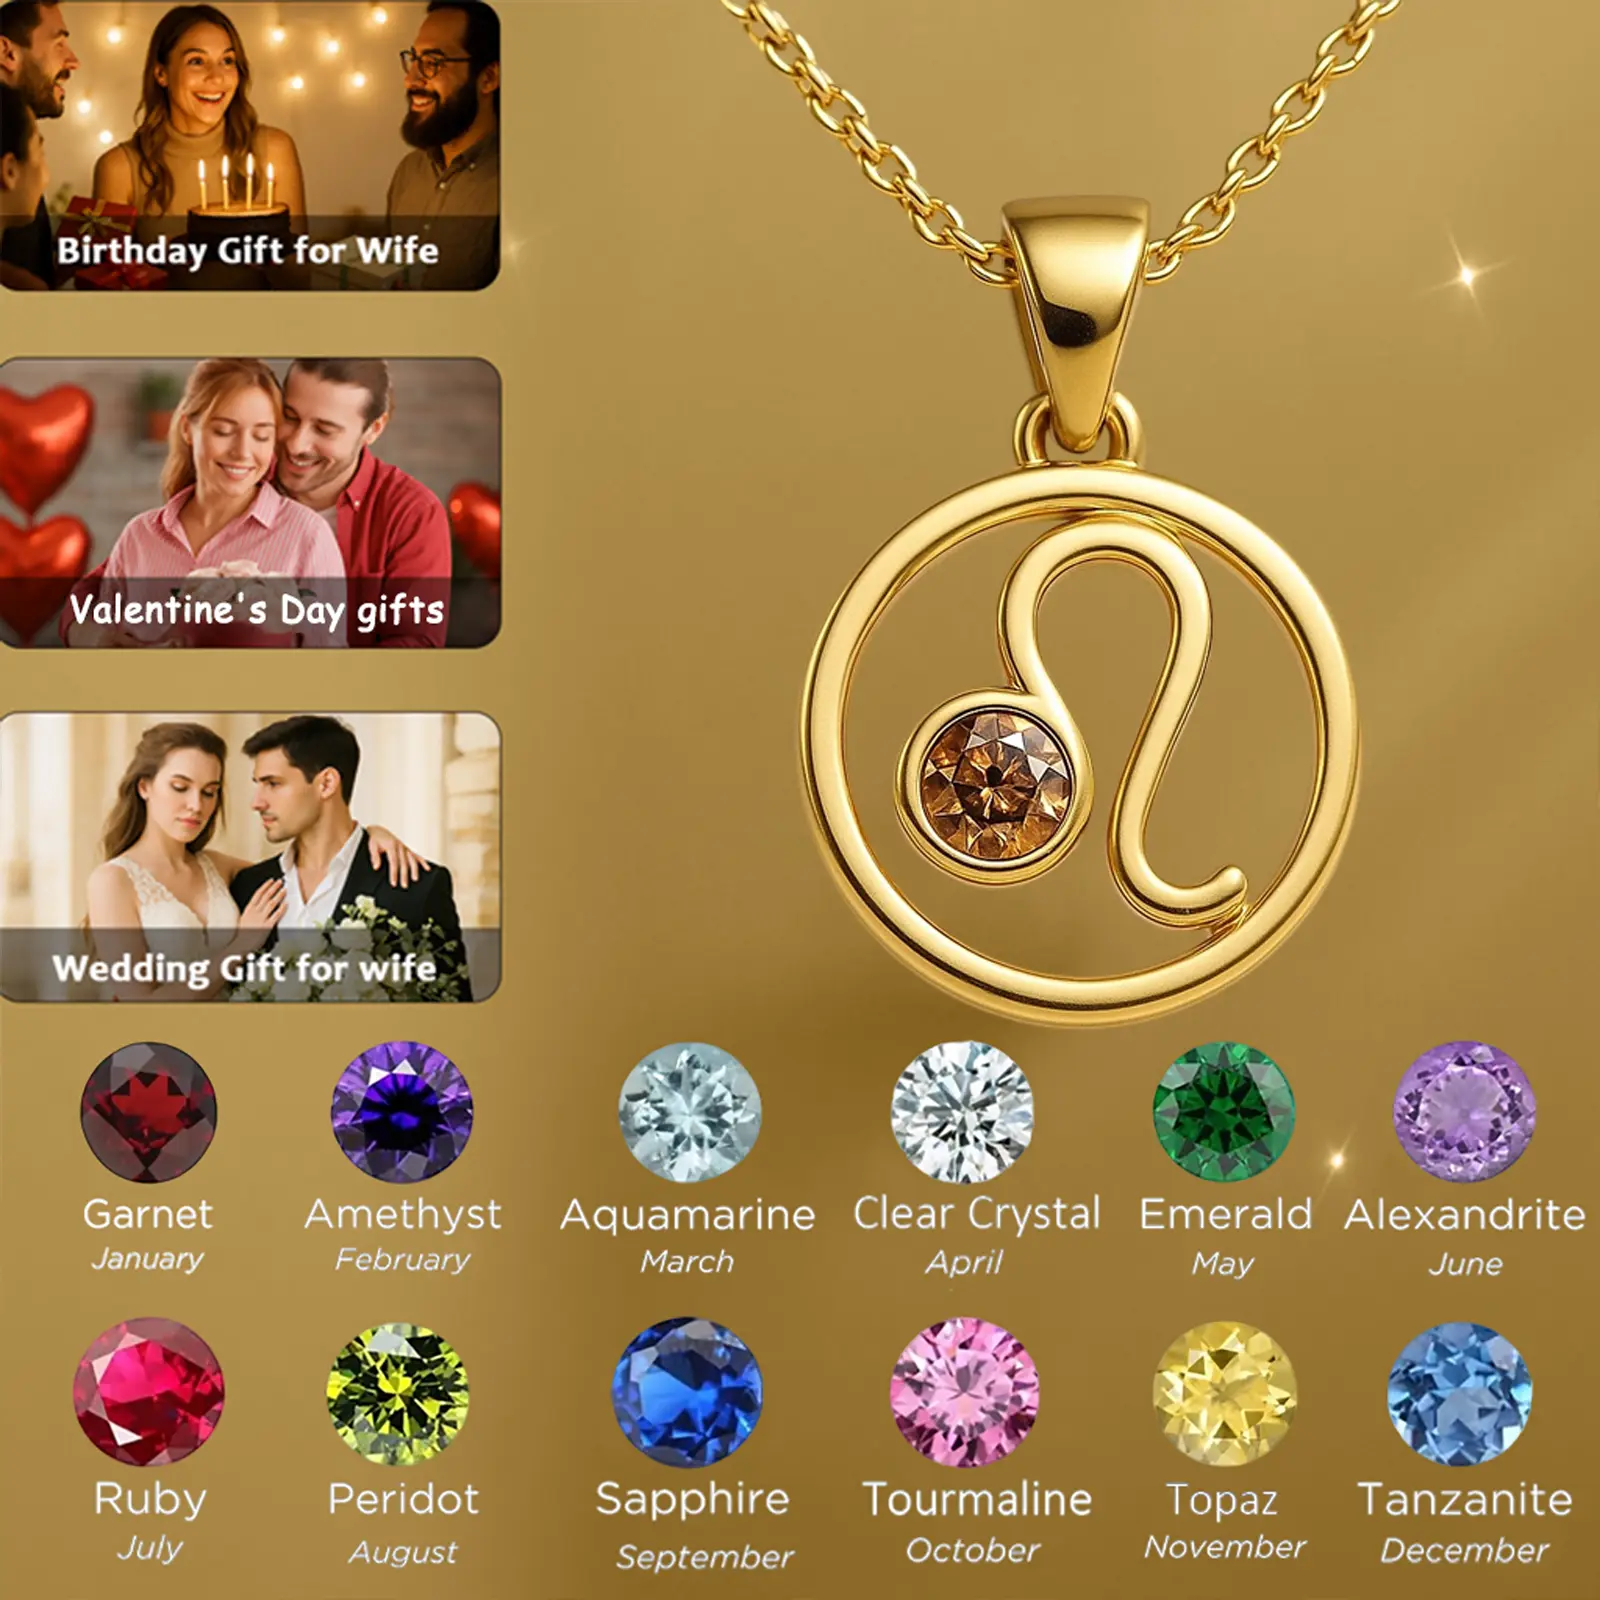 Birthday Gift for Wife
Valentine's Day gifts
Wedding Gift for wife
Garnet
January
Amethyst
February
Aquamarine
March
Clear Crystal
April
Emerald
May
Alexandrite
June
Ruby
July
Peridot
August
Sapphire
September
Tourmaline
October
Topaz
November
Tanzanite
December